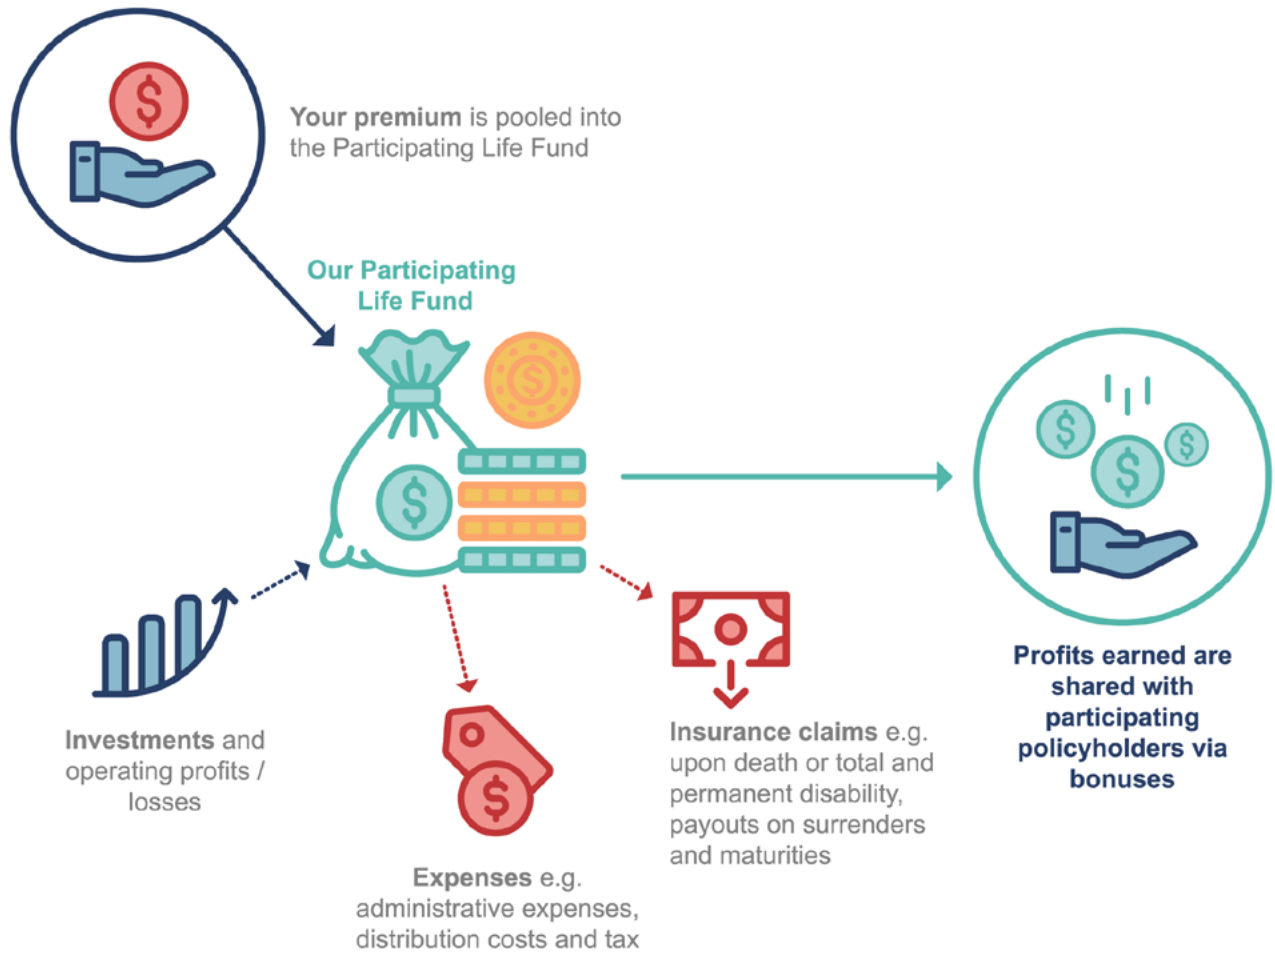 Your premium is pooled into
the Participating Life Fund
Our Participating
Life Fund
$
$
$
$
$
$
Investments and
operating profits /
losses
$
Expenses e.g.
administrative expenses,
distribution costs and tax
Insurance claims e.g.
upon death or total and
permanent disability,
payouts on surrenders
and maturities
Profits earned are
shared with
participating
policyholders via
bonuses